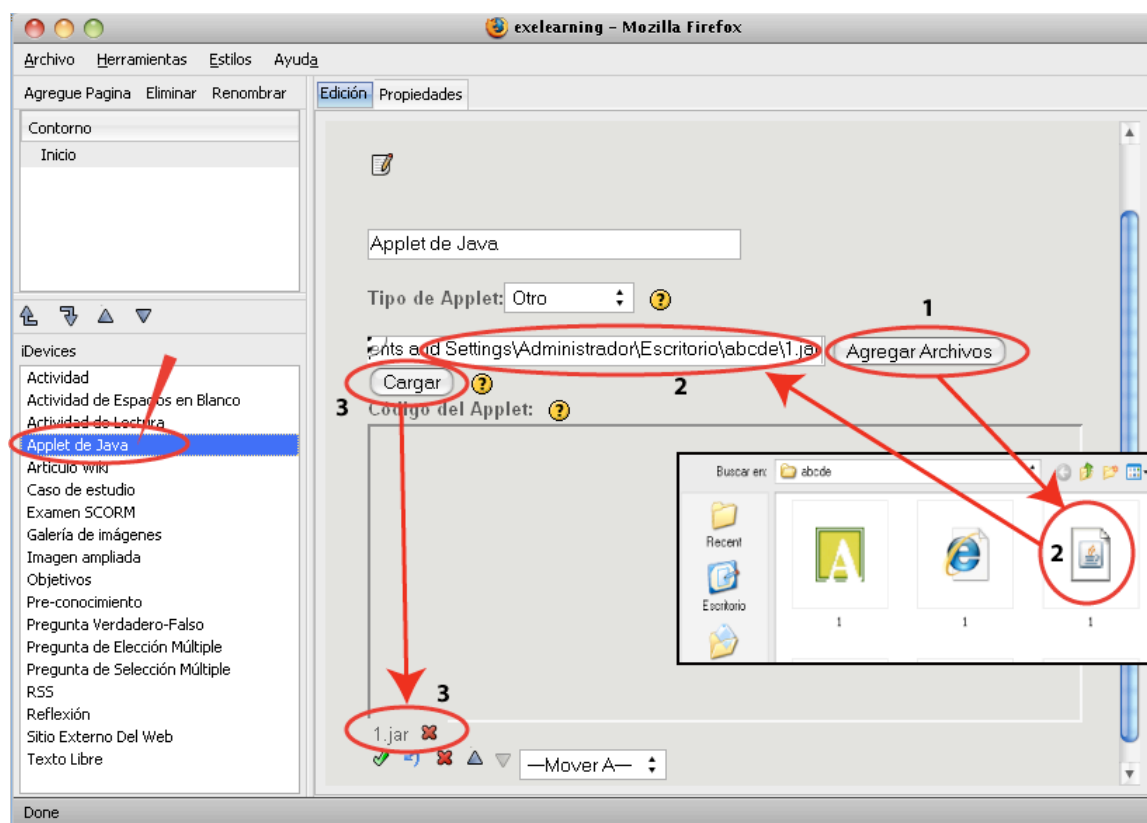 exelearning – Mozilla Firefox
Archivo Herramientas Estilos Ayuda
Agregue Pagina Eliminar Renombrar
Edición Propiedades
Contorno
Inicio
Applet de Java
Tipo de Applet: Otro ?
1
ents and Settings\Administrador\Escritorio\abcde\1.jar Agregar Archivos
Cargar ?
2
3
Código del Applet: ?
iDevices
Actividad
Actividad de Espacios en Blanco
Actividad de Lectura
Applet de Java
Artículo Wiki
Caso de estudio
Examen SCORM
Galería de imágenes
Imagen ampliada
Objetivos
Pre-conocimiento
Pregunta Verdadero-Falso
Pregunta de Elección Múltiple
Pregunta de Selección Múltiple
RSS
Reflexión
Sitio Externo Del Web
Texto Libre
Buscar en: abcde
Recent
Escritorio
A
2
1 1 1
3
1.jar
—Mover A—
Done